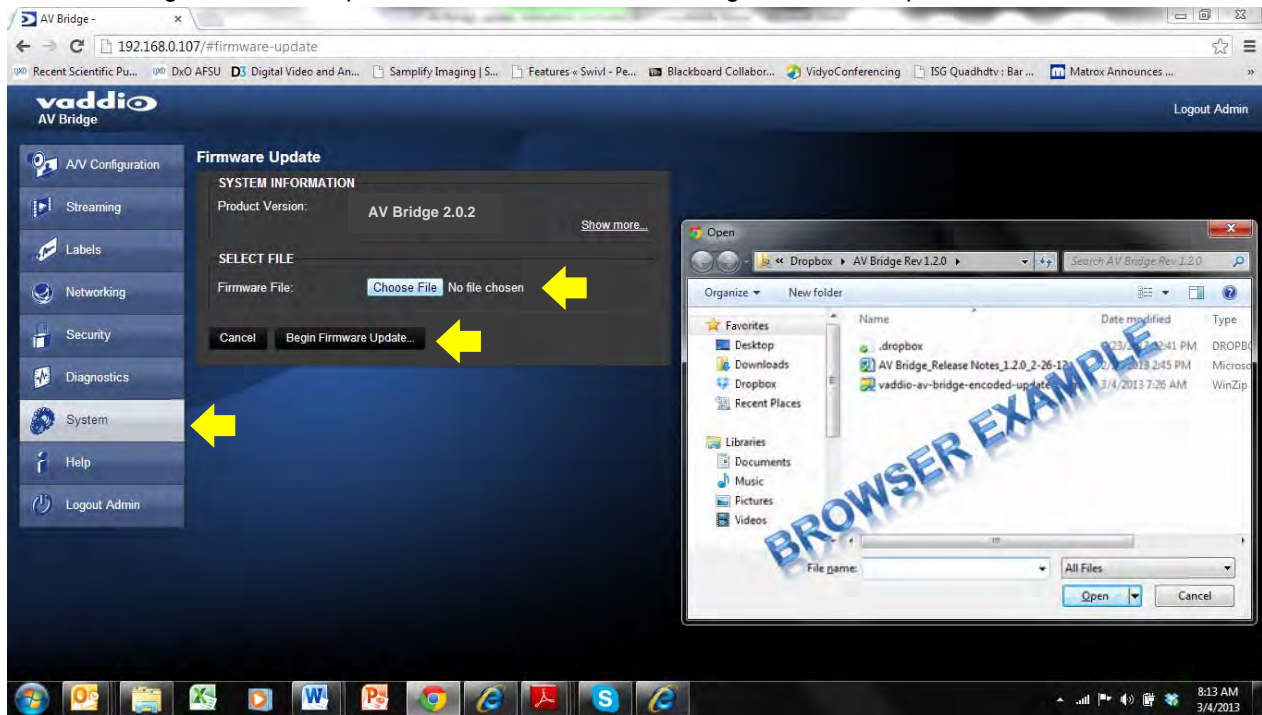 AV Bridge -
192.168.0.107/#firmware-update
Recent Scientific Pu... DxO AFSU Digital Video and An... Samplify Imaging | S... Features « Swivl - Pe... Blackboard Collabor... VidyoConferencing ISG Quadhdtv : Bar ... Matrox Announces ... »
vaddio
AV Bridge
Logout Admin
A/V Configuration
Streaming
Labels
Networking
Security
Diagnostics
System
Help
Logout Admin
Firmware Update
SYSTEM INFORMATION
Product Version: AV Bridge 2.0.2
Show more...
SELECT FILE
Firmware File: Choose File No file chosen
Cancel Begin Firmware Update...
Open
« Dropbox AV Bridge Rev 1.2.0 Search AV Bridge Rev 1.2.0
Organize New folder
Name Date modified Type
Favorites
Desktop
Downloads
Dropbox
Recent Places
Libraries
Documents
Music
Pictures
Videos
.dropbox PM DROPBO
AV Bridge_Release Notes_1.2.0_2-26- 2:45 PM Microso
vaddio-av-bridge-encoded-update 3/4/2013 7:26 AM WinZip
BROWSER EXAMPLE
File name: All Files
Open Cancel
8:13 AM
3/4/2013